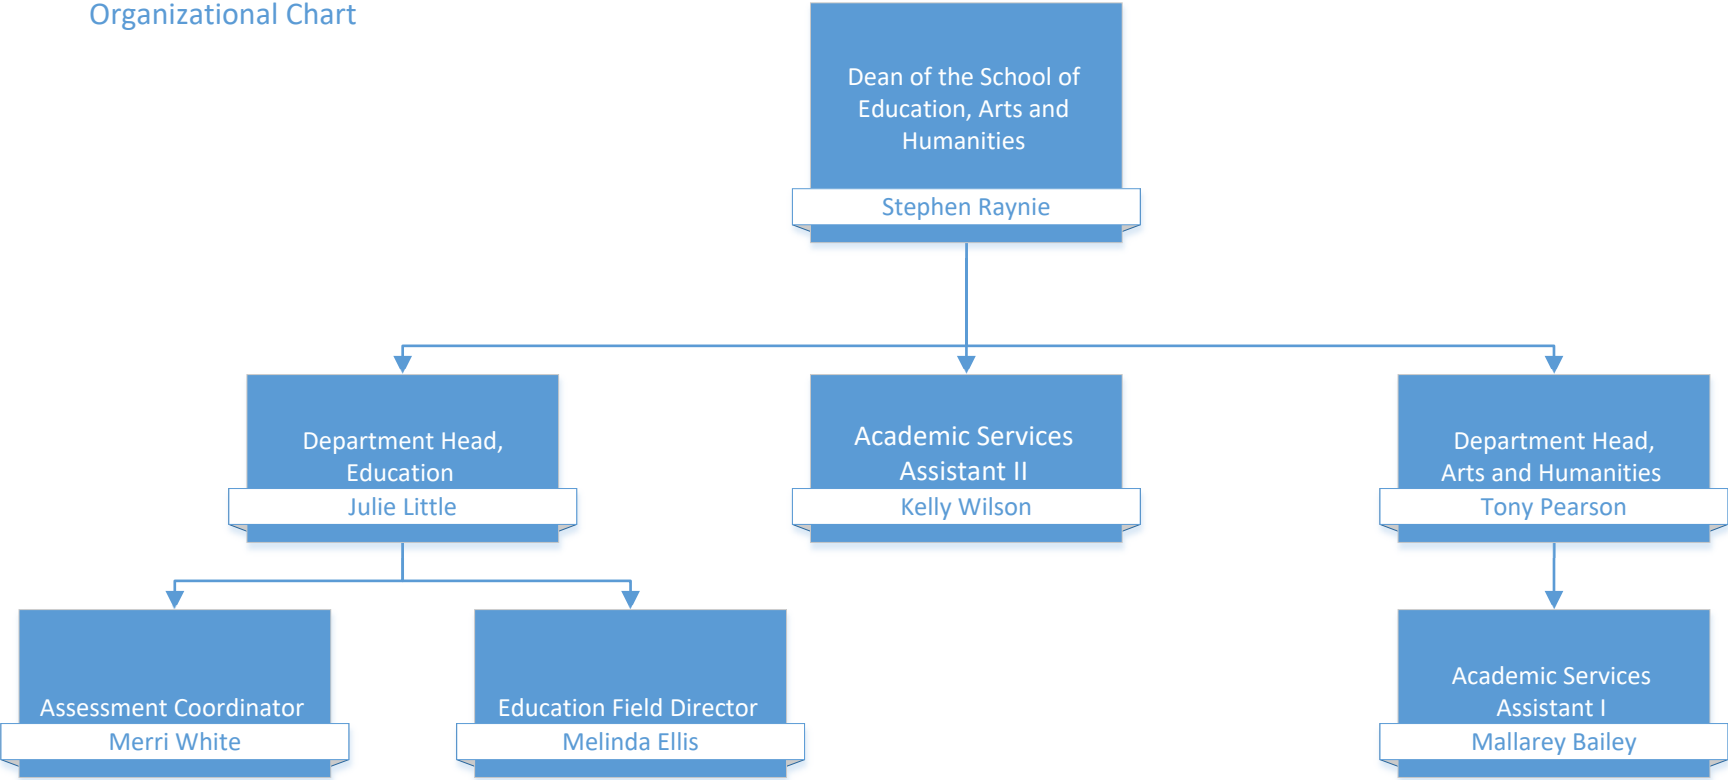 Organizational Chart
Dean of the School of
Education, Arts and
Humanities
Stephen Raynie
Department Head,
Education
Julie Little
Academic Services
Assistant II
Kelly Wilson
Department Head,
Arts and Humanities
Tony Pearson
Assessment Coordinator
Merri White
Education Field Director
Melinda Ellis
Academic Services
Assistant I
Mallarey Bailey